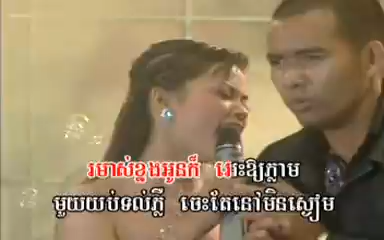 រមាស់ខ្លួនអូនក៏ វេះឱ្យភ្លាម
មួយយប់ទល់ភ្លឺ ចេះតែនៅមិនស្ងៀម